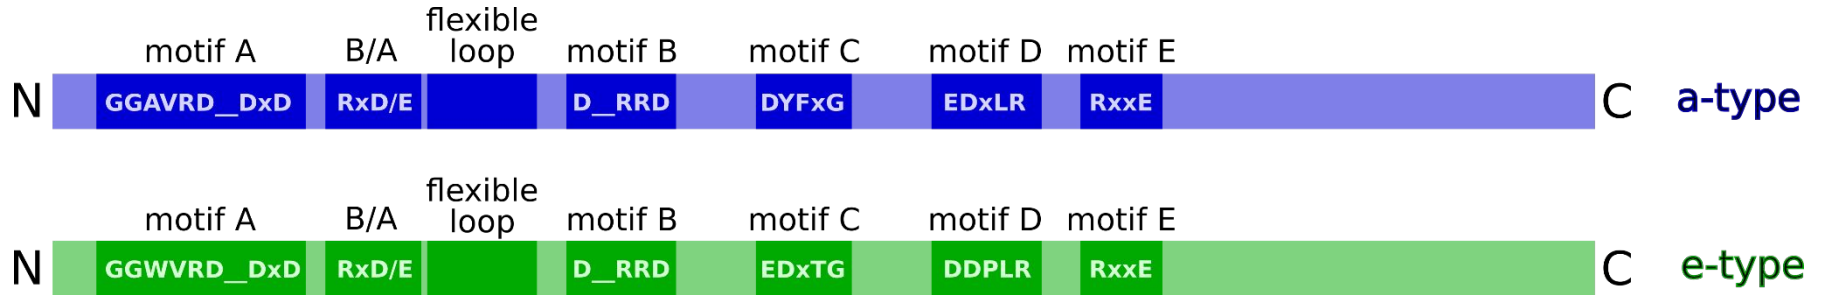 flexible
motif A B/A loop motif B motif C motif D motif E
N GGAVRD__DxD RxD/E D__RRD DYFxG EDxLR RxxE C a-type
flexible
motif A B/A loop motif B motif C motif D motif E
N GGWVRD__DxD RxD/E D__RRD EDxTG DDPLR RxxE C e-type